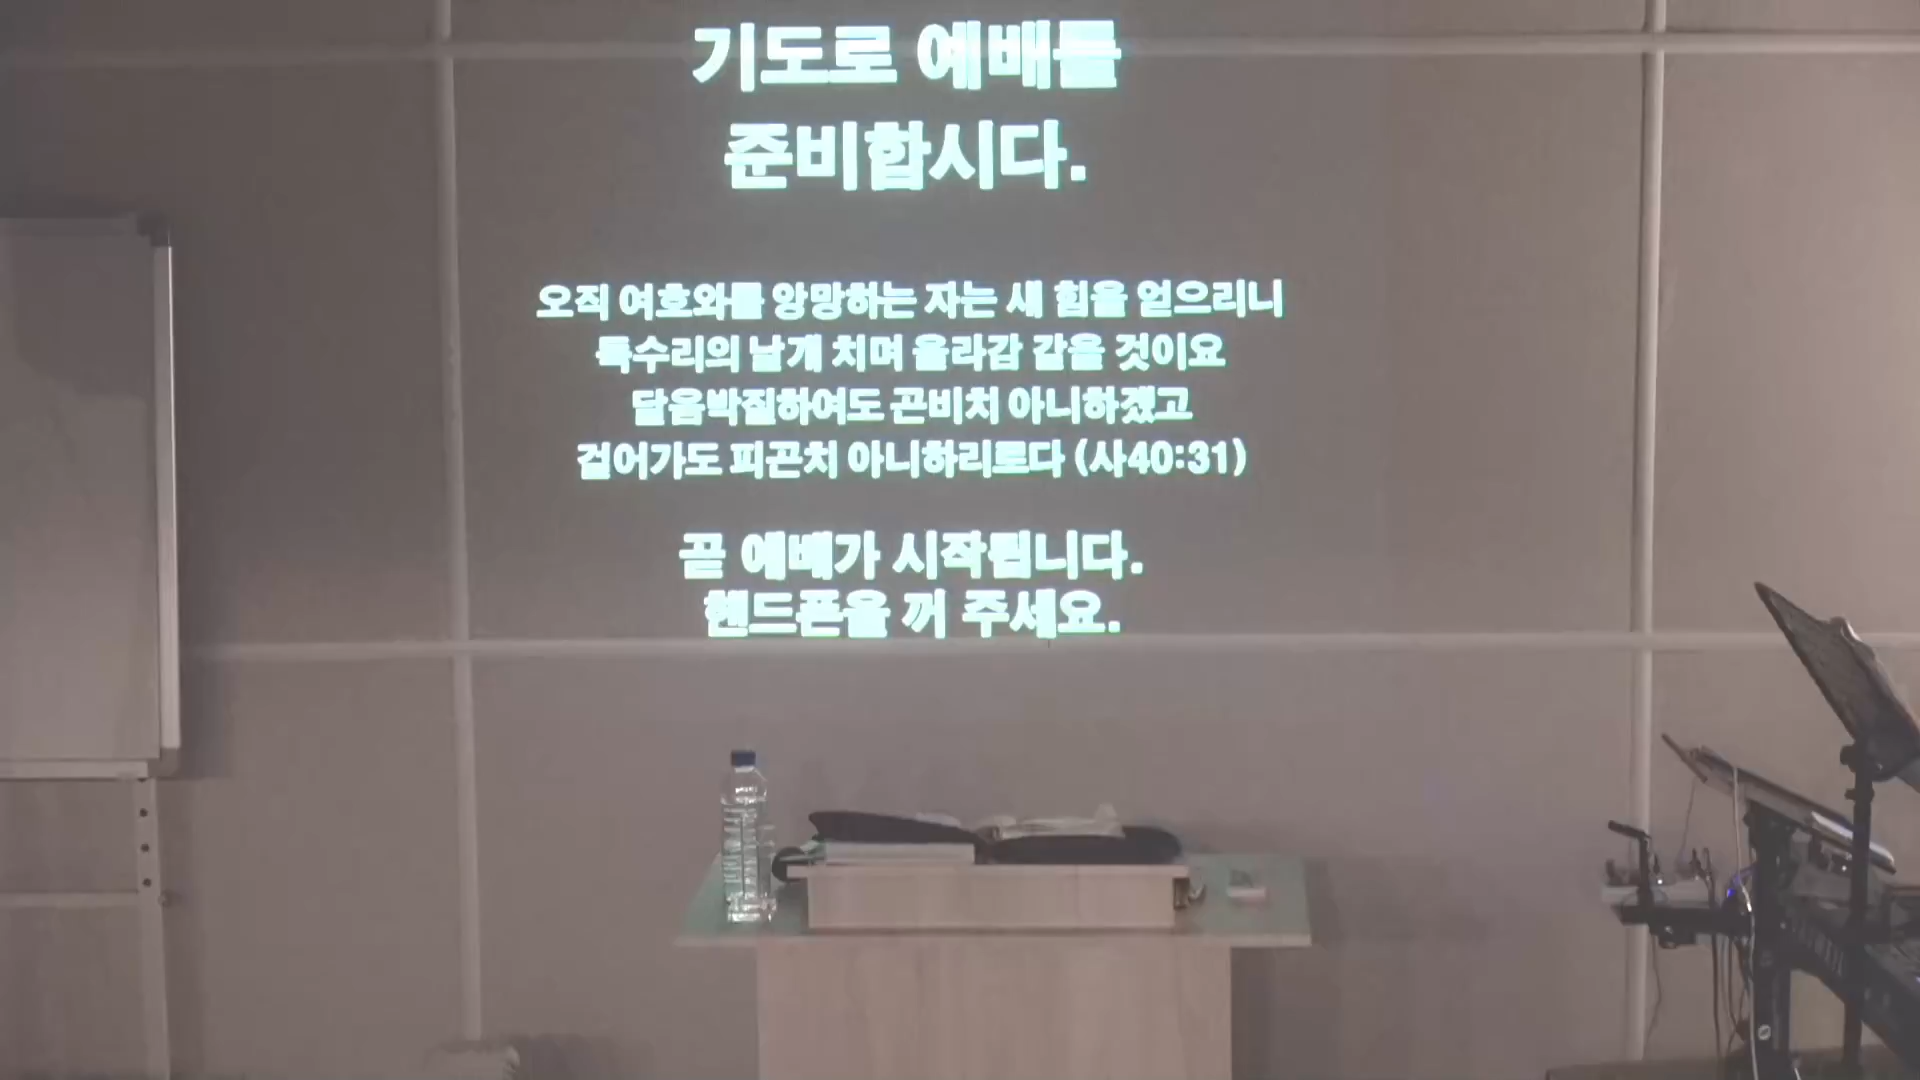 기도로 예배를
준비합시다.
오직 여호와를 앙망하는 자는 새 힘을 얻으리니
독수리의 날개 치며 올라감 같을 것이요
달음박질하여도 곤비치 아니하겠고
걸어가도 피곤치 아니하리로다 (사40:31)
곧 예배가 시작됩니다.
핸드폰을 꺼 주세요.